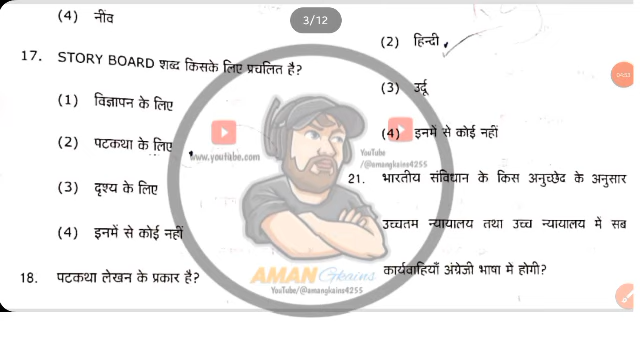 (4) नींव
3/12
17. STORY BOARD शब्द किसके लिए प्रचलित है?
(1) विज्ञापन के लिए
(2) पटकथा के लिए
(3) दृश्य के लिए
(4) इनमें से कोई नहीं
18. पटकथा लेखन के प्रकार है?
(2) हिन्दी
(3) उर्दू
(4) इनमें से कोई नहीं
21. भारतीय संविधान के किस अनुच्छेद के अनुसार
उच्चतम न्यायालय तथा उच्च न्यायालय में सब
कार्यवाहियाँ अंग्रेजी भाषा में होगी?
www.youtube.com
YouTube
/@amangkains4255
AMAN Gkains
YouTube/@amangkains4255